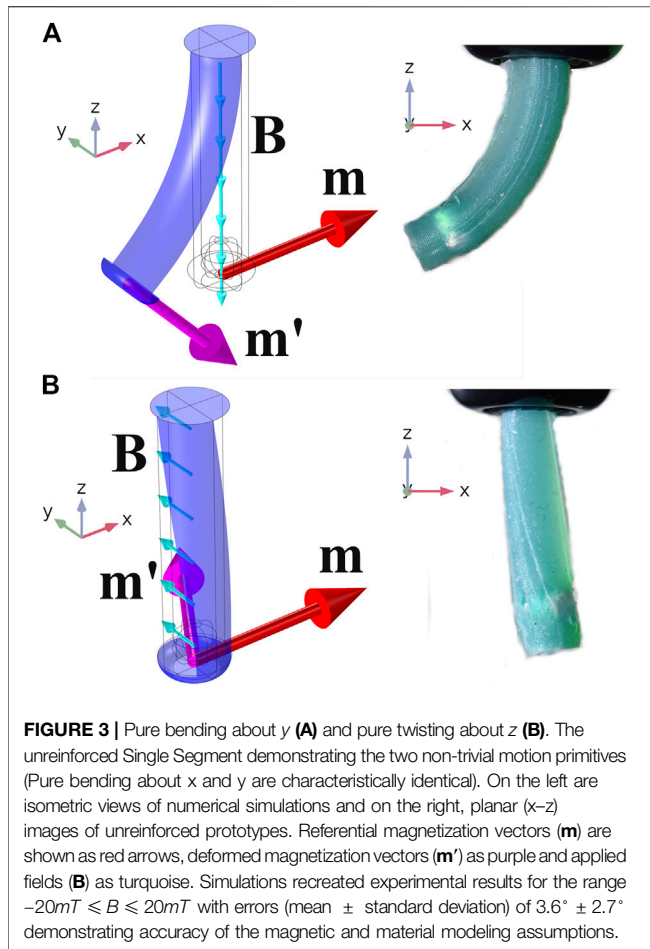 A
B
m
m'
z
y
x
z
y
x
B
B
m
m'
z
y
x
z
y
x
FIGURE 3 | Pure bending about y (A) and pure twisting about z (B). The
unreinforced Single Segment demonstrating the two non-trivial motion primitives
(Pure bending about x and y are characteristically identical). On the left are
isometric views of numerical simulations and on the right, planar (x–z)
images of unreinforced prototypes. Referential magnetization vectors (m) are
shown as red arrows, deformed magnetization vectors (m') as purple and applied
fields (B) as turquoise. Simulations recreated experimental results for the range
−20mT ⩽ B ⩽ 20mT with errors (mean ± standard deviation) of 3.6° ± 2.7°
demonstrating accuracy of the magnetic and material modeling assumptions.